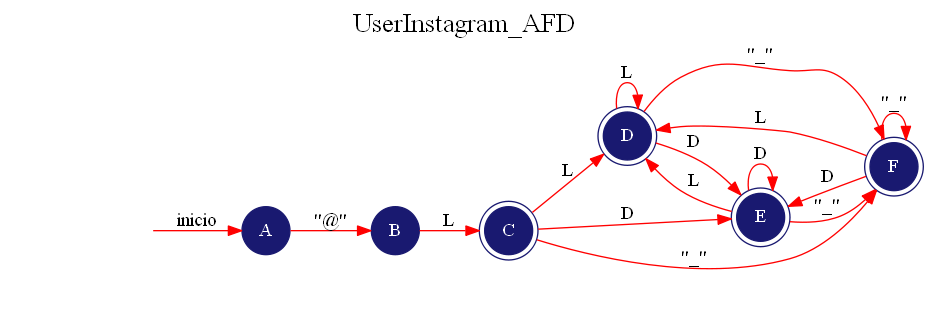 UserInstagram_AFD
"_"
L
"_"
D
L
L
D
D
F
L
D
L
"_"
inicio
"@"
L
D
E
A
B
C
"_"